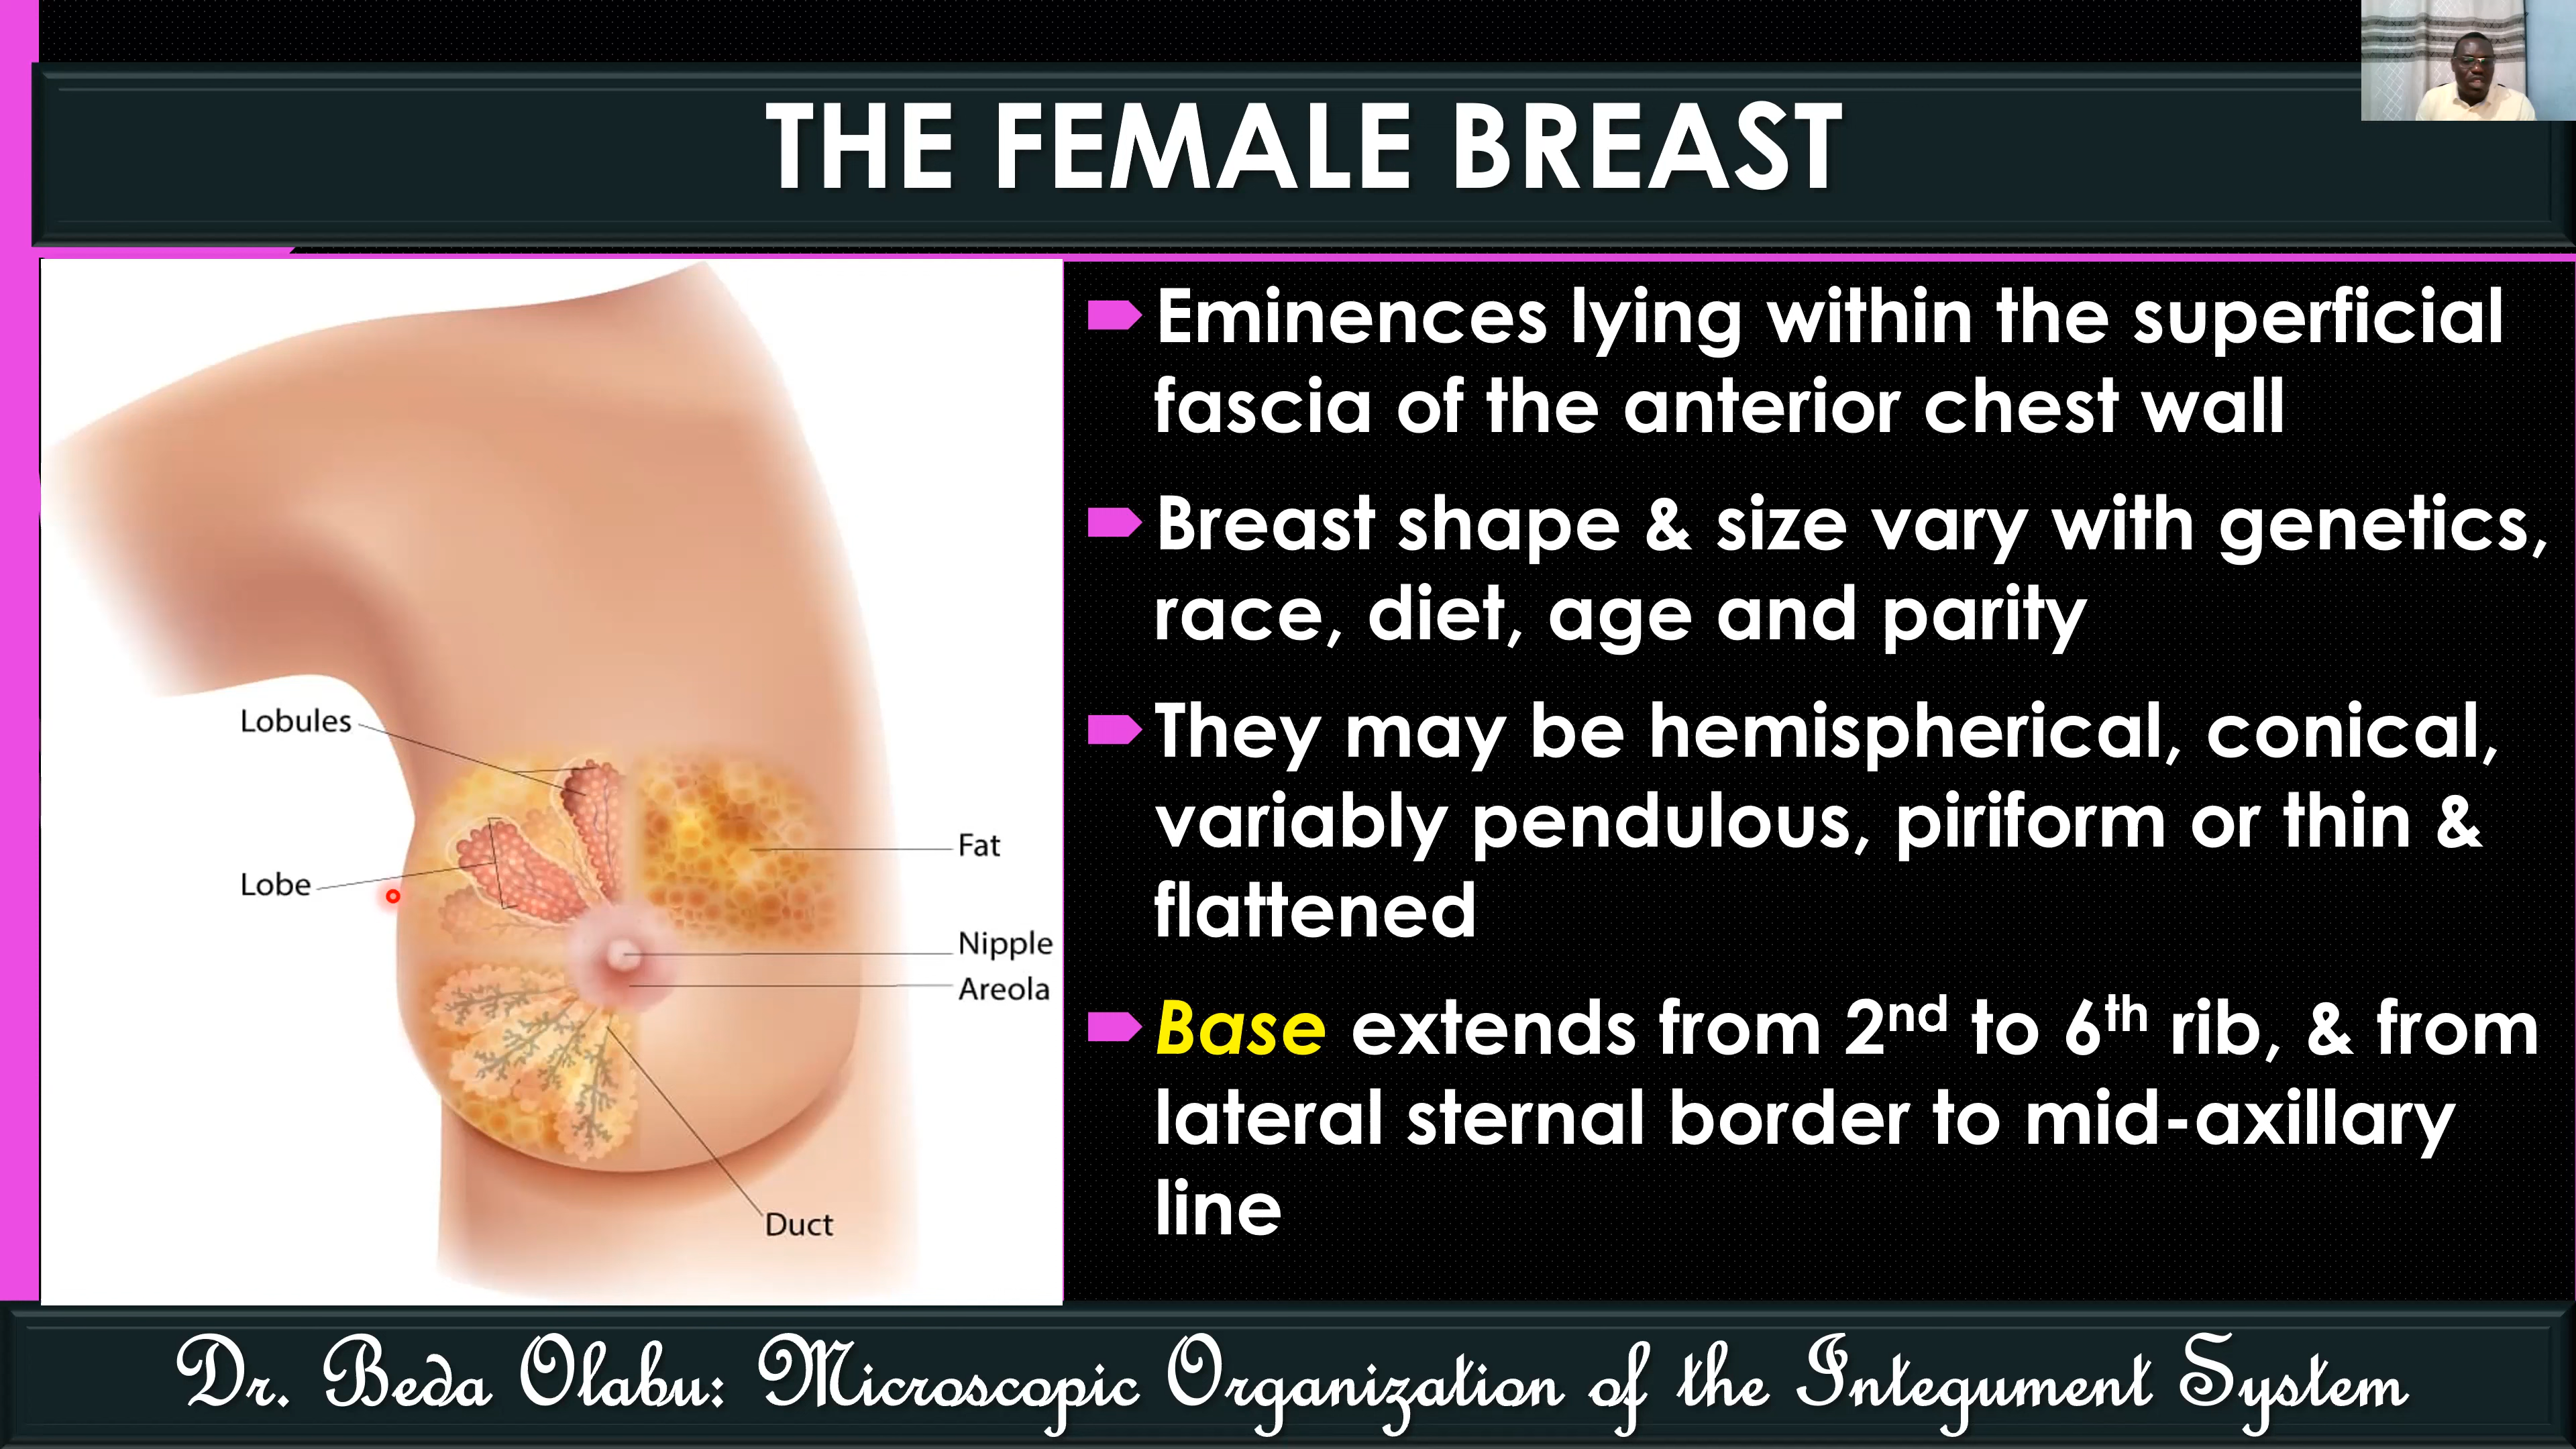 THE FEMALE BREAST
Lobules
Lobe
Fat
Nipple
Areola
Duct
Eminences lying within the superficial
fascia of the anterior chest wall
Breast shape & size vary with genetics,
race, diet, age and parity
They may be hemispherical, conical,
variably pendulous, piriform or thin &
flattened
Base extends from 2nd to 6th rib, & from
lateral sternal border to mid-axillary
line
Dr. Beda Olabu: Microscopic Organization of the Integument System